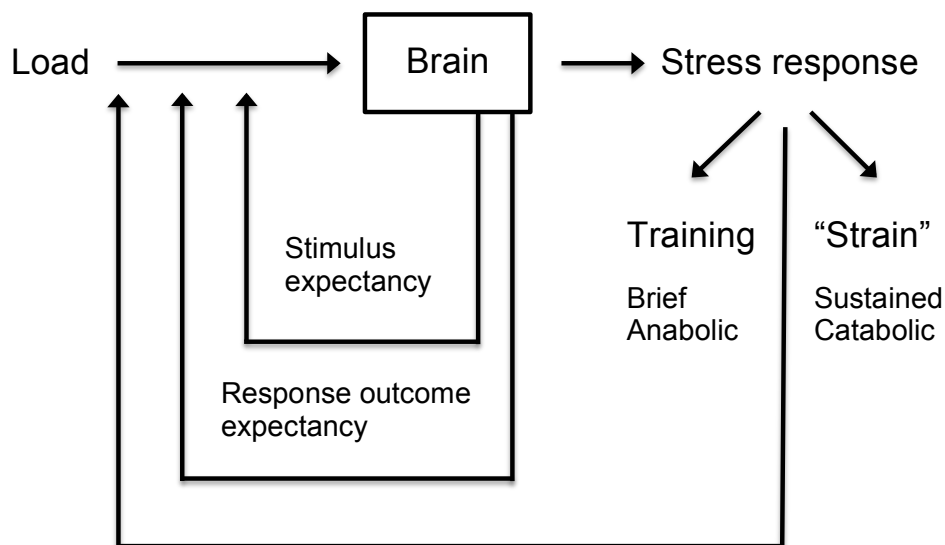 Load
Brain
Stress response
Training
“Strain”
Stimulus
expectancy
Brief
Anabolic
Sustained
Catabolic
Response outcome
expectancy